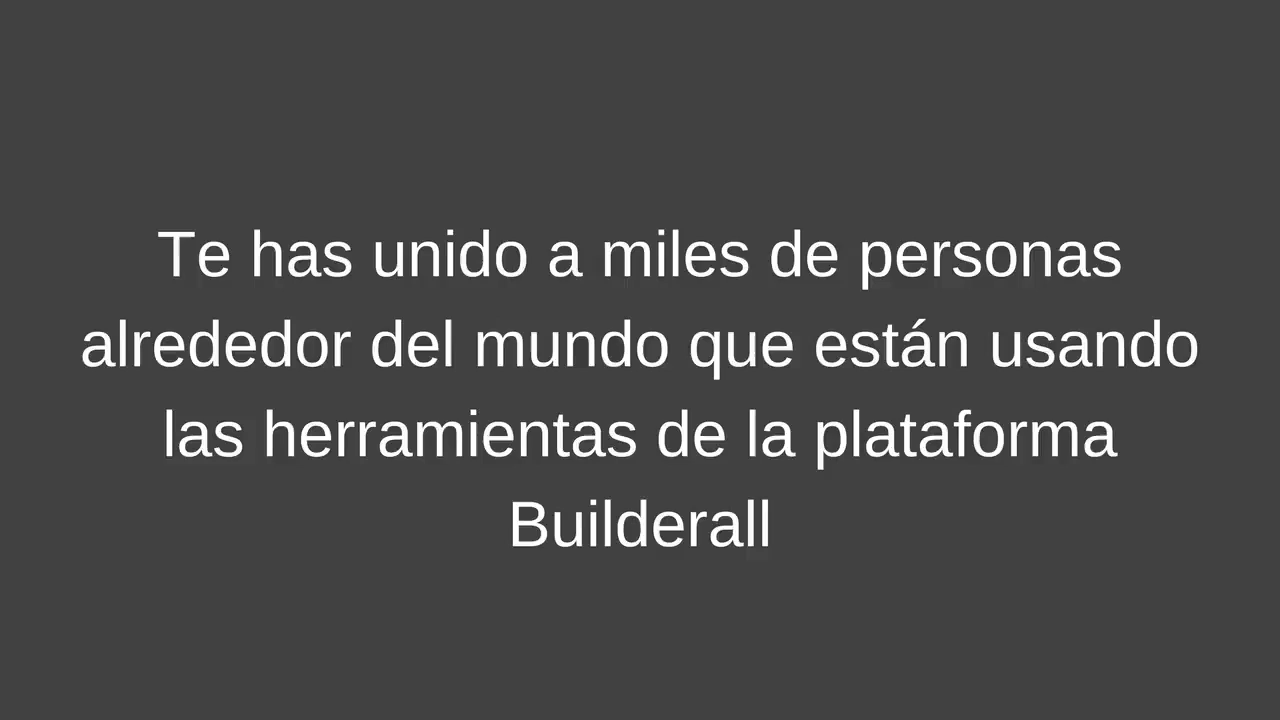 Te has unido a miles de personas
alrededor del mundo que están usando
las herramientas de la plataforma
Builderall